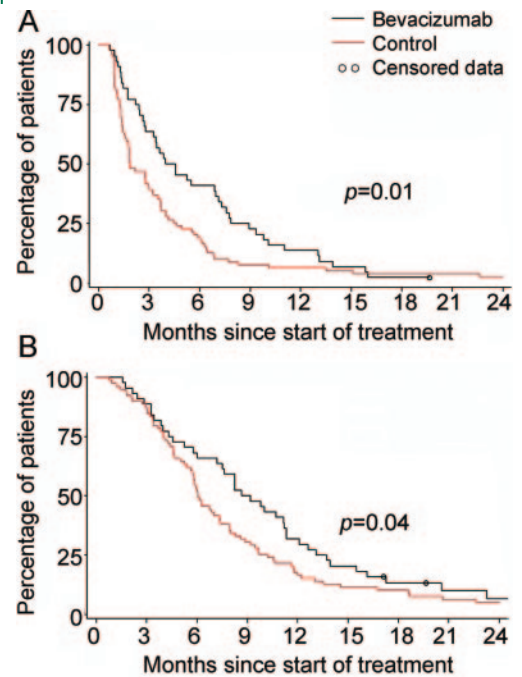 A
Bevacizumab
Control
Censored data
Percentage of patients
100
75
50
25
0
p=0.01
0 3 6 9 12 15 18 21 24
Months since start of treatment
B
Percentage of patients
100
75
50
25
0
p=0.04
0 3 6 9 12 15 18 21 24
Months since start of treatment